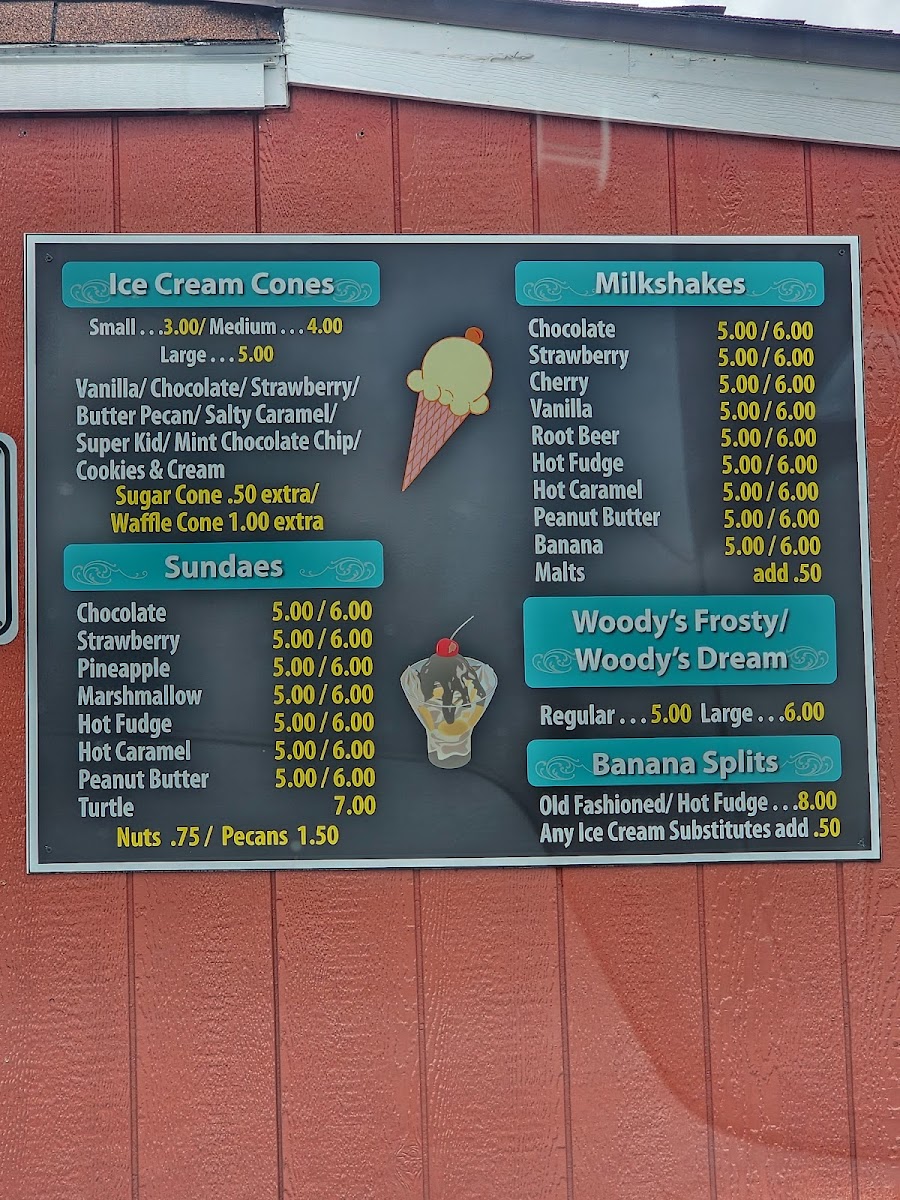 Ice Cream Cones
Small . . . 3.00/ Medium . . . 4.00
Large . . . 5.00
Vanilla/ Chocolate/ Strawberry/
Butter Pecan/ Salty Caramel/
Super Kid/ Mint Chocolate Chip/
Cookies & Cream
Sugar Cone .50 extra/
Waffle Cone 1.00 extra
Sundaes
Chocolate 5.00 / 6.00
Strawberry 5.00 / 6.00
Pineapple 5.00 / 6.00
Marshmallow 5.00 / 6.00
Hot Fudge 5.00 / 6.00
Hot Caramel 5.00 / 6.00
Peanut Butter 5.00 / 6.00
Turtle 7.00
Nuts .75 / Pecans 1.50
Milkshakes
Chocolate 5.00 / 6.00
Strawberry 5.00 / 6.00
Cherry 5.00 / 6.00
Vanilla 5.00 / 6.00
Root Beer 5.00 / 6.00
Hot Fudge 5.00 / 6.00
Hot Caramel 5.00 / 6.00
Peanut Butter 5.00 / 6.00
Banana 5.00 / 6.00
Malts add .50
Woody's Frosty/
Woody's Dream
Regular . . . 5.00 Large . . . 6.00
Banana Splits
Old Fashioned/ Hot Fudge . . . 8.00
Any Ice Cream Substitutes add .50